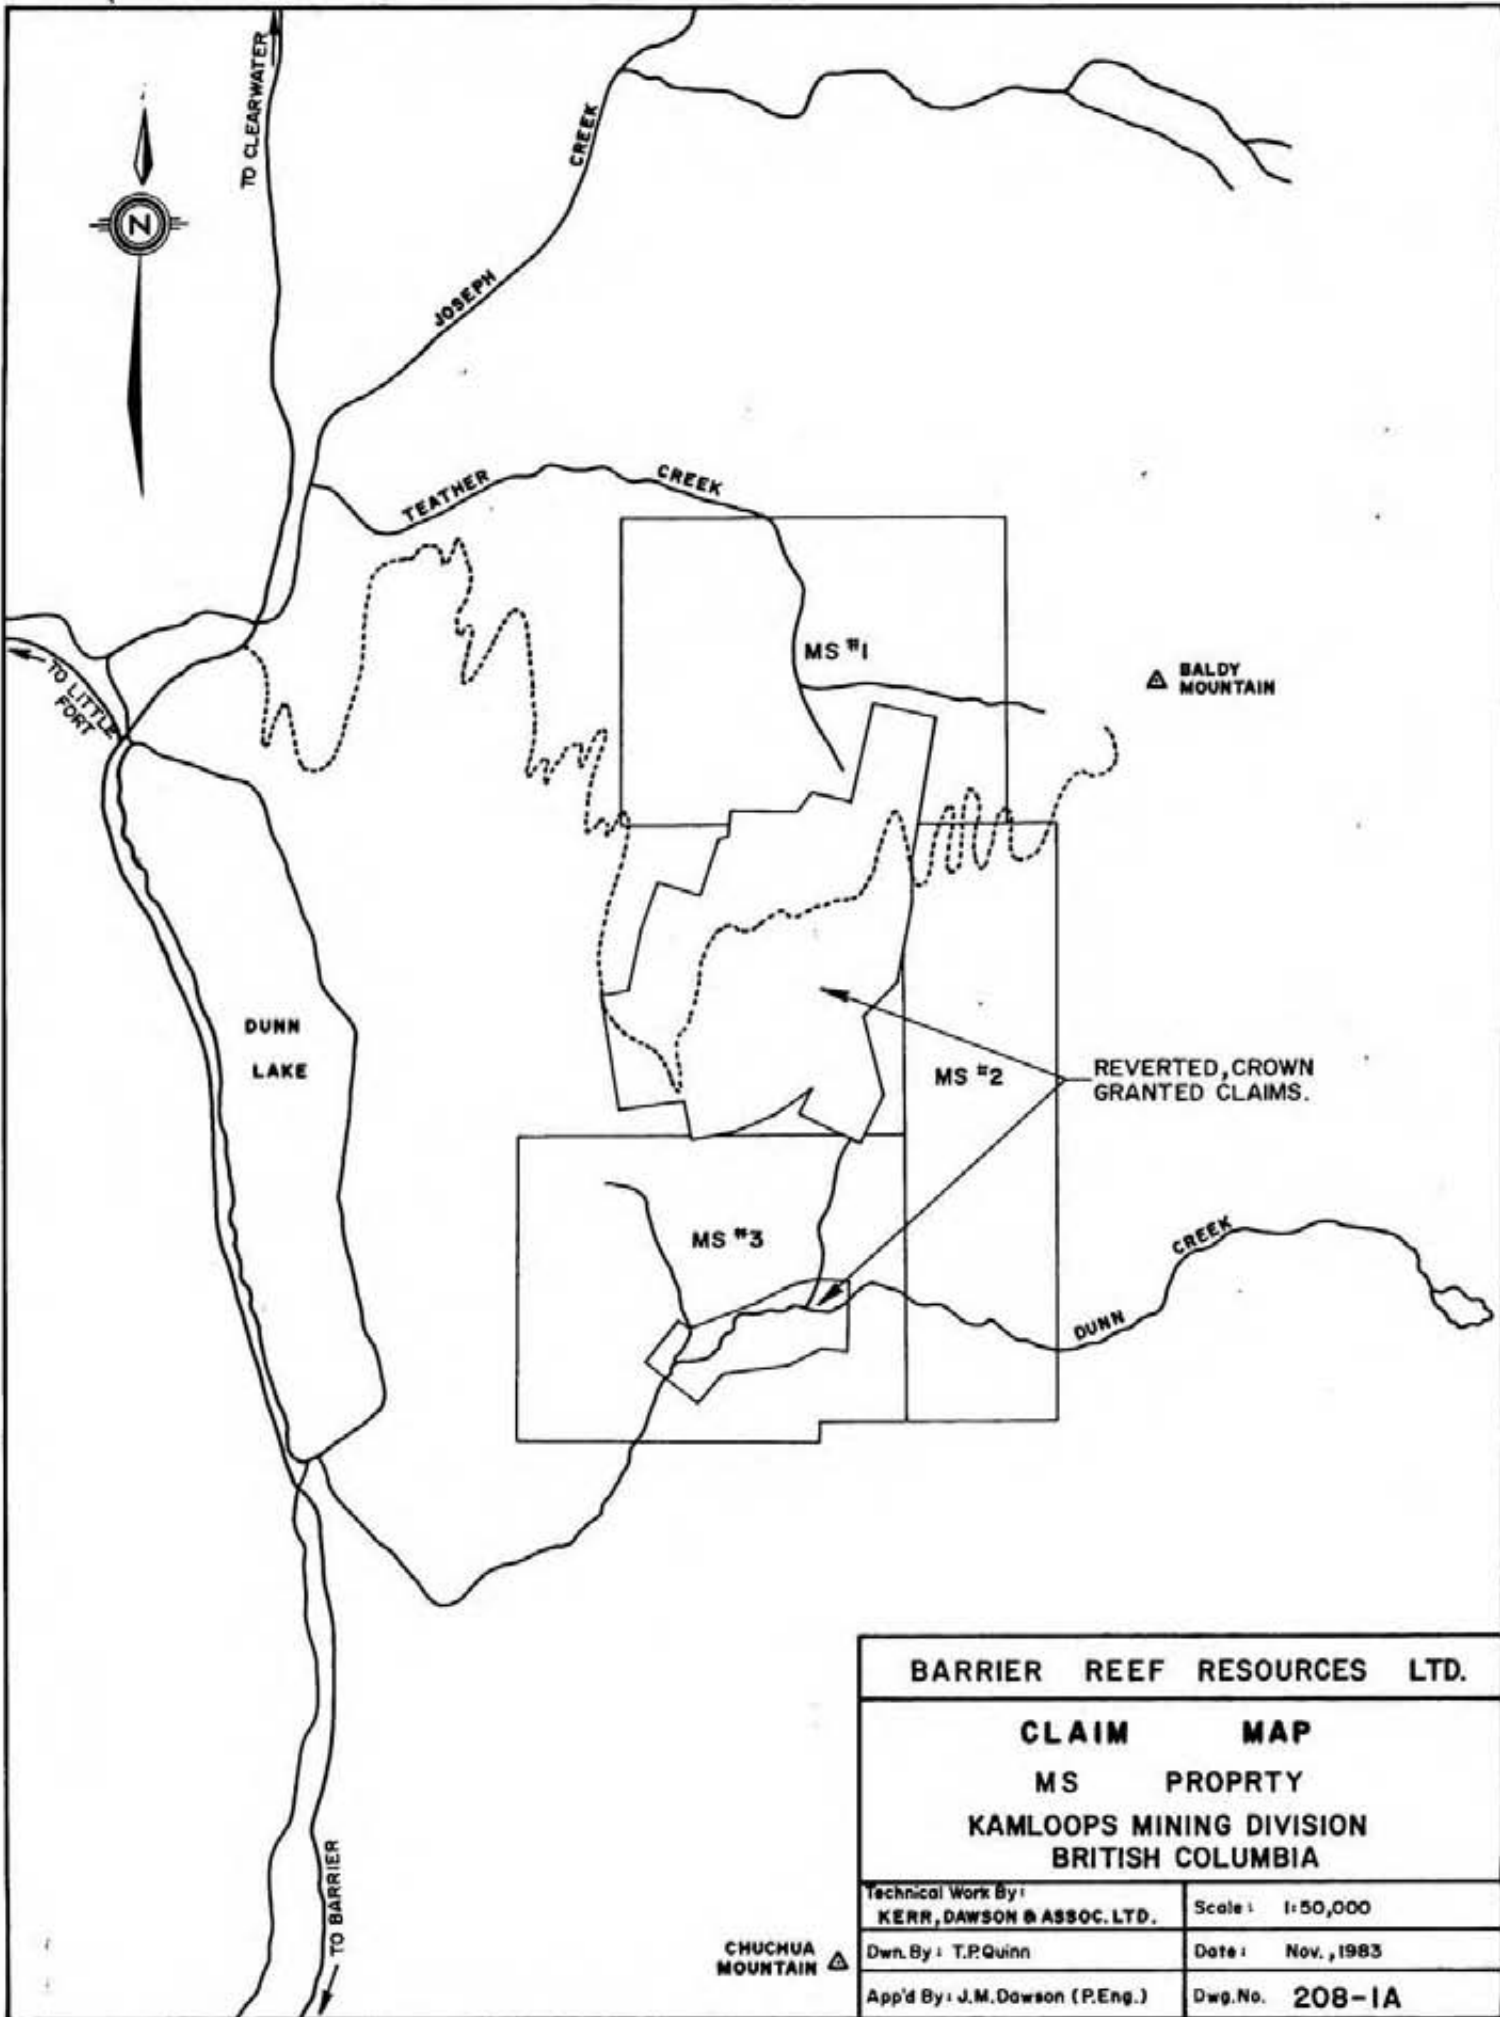 TO CLEARWATER
CREEK
N
JOSEPH
TEATHER
CREEK
MS #1
BALDY
MOUNTAIN
TO LITTLE
FORT
DUNN
LAKE
MS #2
REVERTED, CROWN
GRANTED CLAIMS.
MS #3
CREEK
DUNN
BARRIER REEF RESOURCES LTD.
CLAIM MAP
MS PROPRTY
KAMLOOPS MINING DIVISION
BRITISH COLUMBIA
Technical Work By:
KERR, DAWSON & ASSOC. LTD.
Scale: 1:50,000
TO BARRIER
CHUCHUA
MOUNTAIN
Dwn. By: T.P. Quinn
Date: Nov., 1983
App'd By: J.M. Dawson (P.Eng.)
Dwg. No. 208-1A